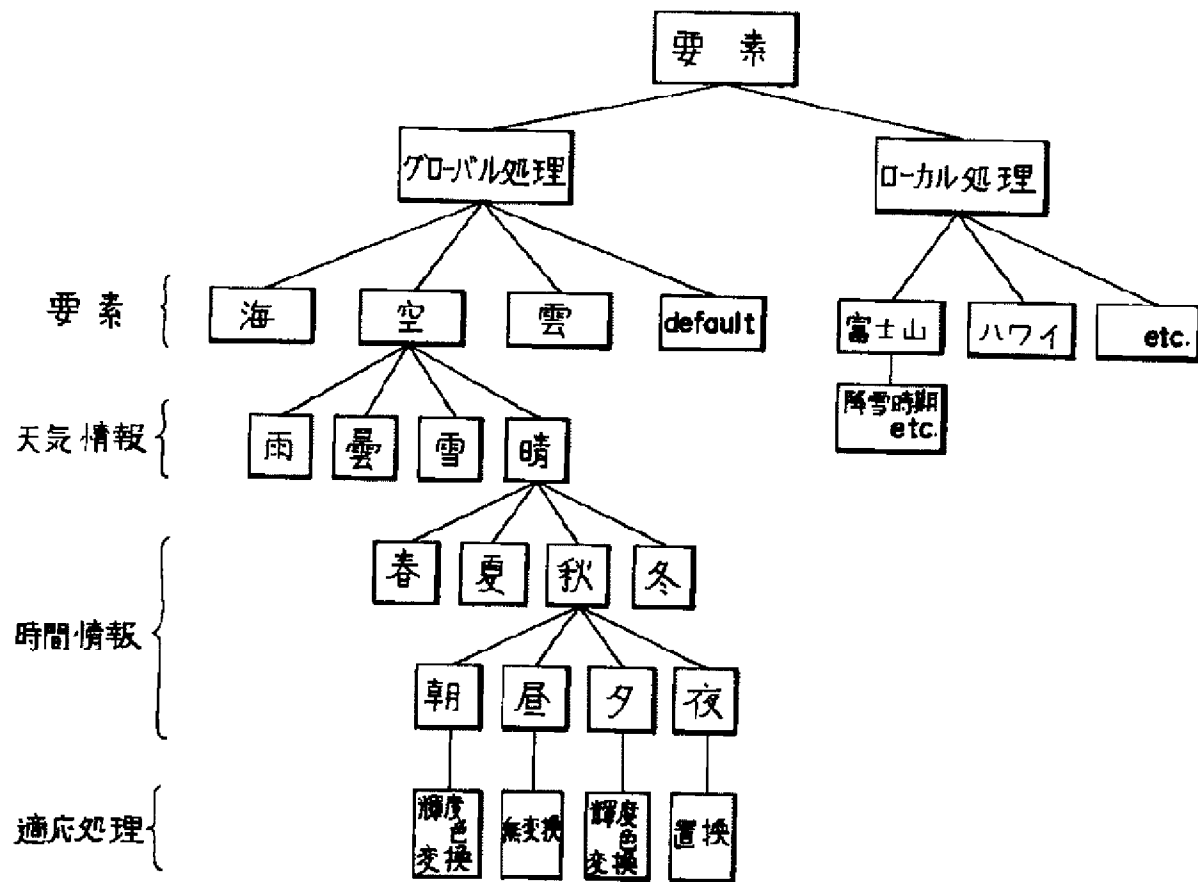 要素
グローバル処理
ローカル処理
要素
海
空
雲
default
富士山
ハワイ
etc.
天気情報
雨
曇
雪
晴
降雪時期
etc.
時間情報
春
夏
秋
冬
朝
昼
夕
夜
適応処理
輝度
色
変換
無変換
輝度
色
変換
置換